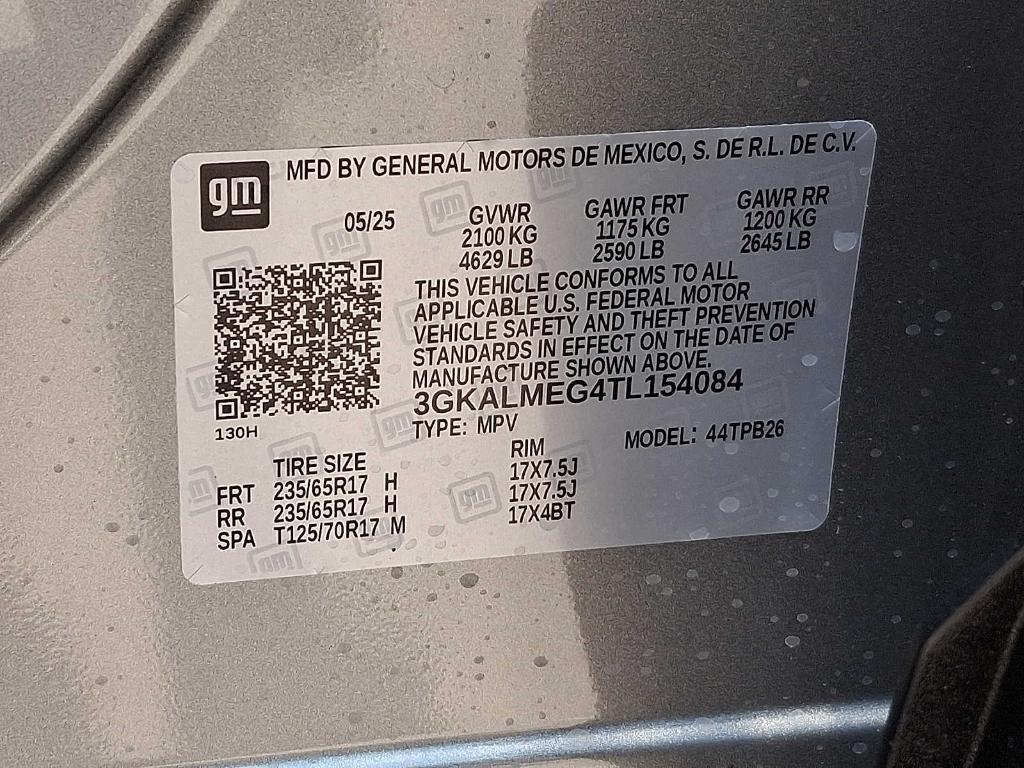 gm
MFD BY GENERAL MOTORS DE MEXICO, S. DE R.L. DE C.V.
05/25
GVWR
2100 KG
4629 LB
GAWR FRT
1175 KG
2590 LB
GAWR RR
1200 KG
2645 LB
THIS VEHICLE CONFORMS TO ALL
APPLICABLE U.S. FEDERAL MOTOR
VEHICLE SAFETY AND THEFT PREVENTION
STANDARDS IN EFFECT ON THE DATE OF
MANUFACTURE SHOWN ABOVE.
3GKALMEG4TL154084
130H
TYPE: MPV
MODEL: 44TPB26
TIRE SIZE
RIM
FRT 235/65R17 H 17X7.5J
RR 235/65R17 H 17X7.5J
SPA T125/70R17 M 17X4BT